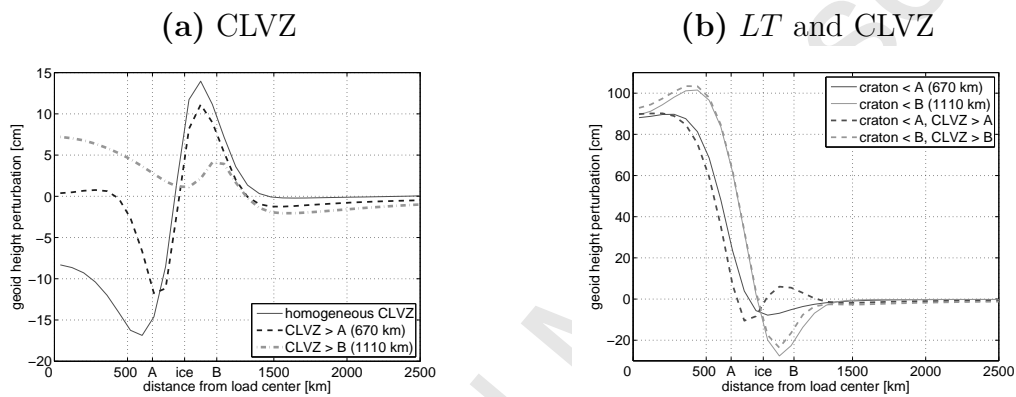 (a) CLVZ
15
10
5
0
−5
−10
−15
−20
geoid height perturbation [cm]
0 500 A ice B 1500 2000 2500
distance from load center [km]
homogeneous CLVZ
CLVZ > A (670 km)
CLVZ > B (1110 km)
(b) LT and CLVZ
100
80
60
40
20
0
−20
geoid height perturbation [cm]
0 500 A ice B 1500 2000 2500
distance from load center [km]
craton < A (670 km)
craton < B (1110 km)
craton < A, CLVZ > A
craton < B, CLVZ > B